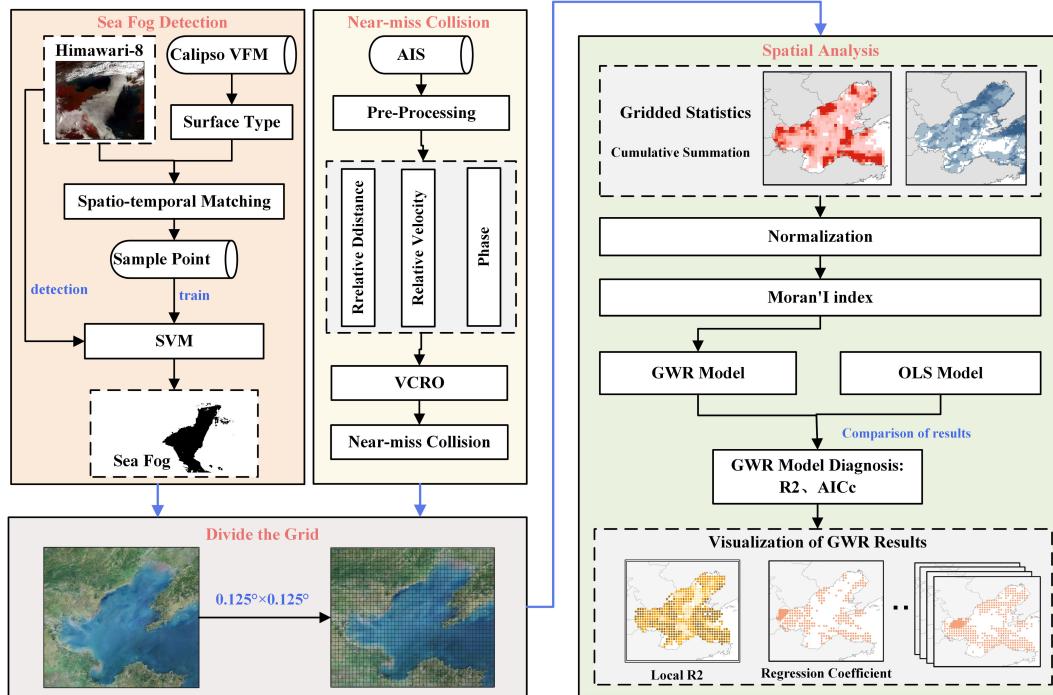 Sea Fog Detection
Himawari-8
Calipso VFM
Surface Type
Spatio-temporal Matching
Sample Point
detection
train
SVM
Sea Fog
Near-miss Collision
AIS
Pre-Processing
Rrelative Ddistance
Relative Velocity
Phase
VCRO
Near-miss Collision
Divide the Grid
0.125°×0.125°
Spatial Analysis
Gridded Statistics
Cumulative Summation
Normalization
Moran'I index
GWR Model
OLS Model
Comparison of results
GWR Model Diagnosis:
R2、AICc
Visualization of GWR Results
Local R2
Regression Coefficient